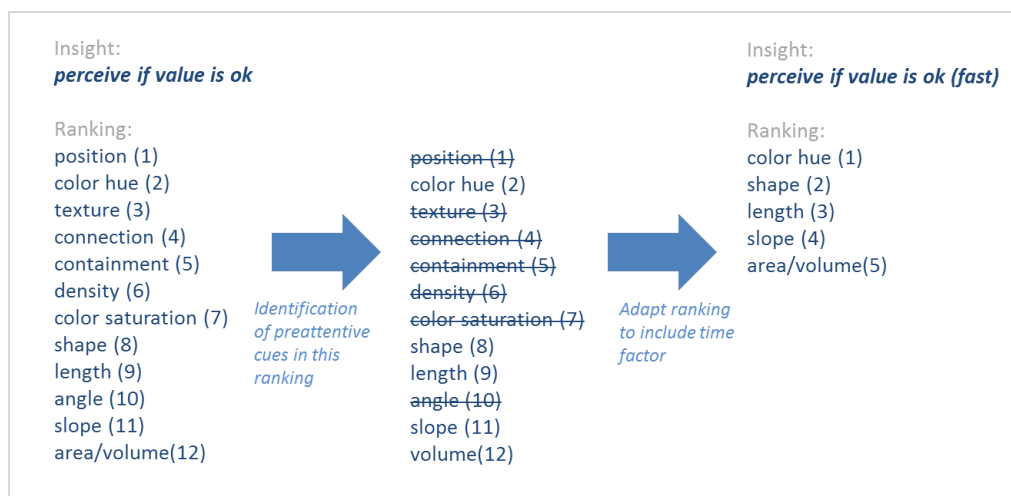 Insight:
perceive if value is ok
Ranking:
position (1)
color hue (2)
texture (3)
connection (4)
containment (5)
density (6)
color saturation (7)
shape (8)
length (9)
angle (10)
slope (11)
area/volume(12)
Identification
of preattentive
cues in this
ranking
position (1)
color hue (2)
texture (3)
connection (4)
containment (5)
density (6)
color saturation (7)
shape (8)
length (9)
angle (10)
slope (11)
volume(12)
Adapt ranking
to include time
factor
Insight:
perceive if value is ok (fast)
Ranking:
color hue (1)
shape (2)
length (3)
slope (4)
area/volume(5)